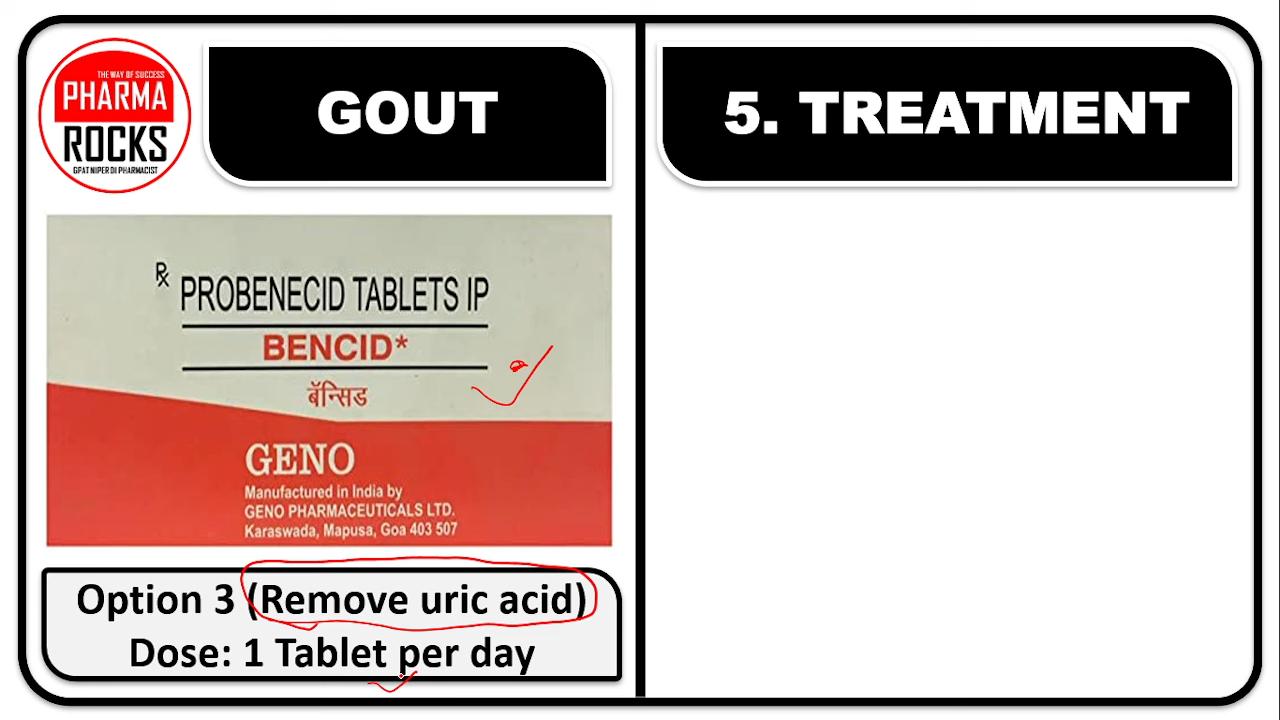 THE WAY OF SUCCESS
PHARMA
ROCKS
GPAT NIPER DI PHARMACIST
GOUT
5. TREATMENT
Rx PROBENECID TABLETS IP
BENCID*
बॅन्सिड
GENO
Manufactured in India by
GENO PHARMACEUTICALS LTD.
Karaswada, Mapusa, Goa 403 507
Option 3 (Remove uric acid)
Dose: 1 Tablet per day